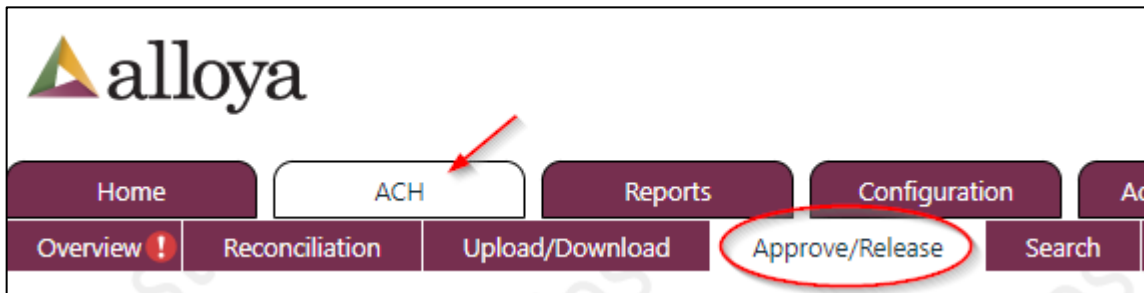 alloya
Home ACH Reports Configuration
Overview ! Reconciliation Upload/Download Approve/Release Search